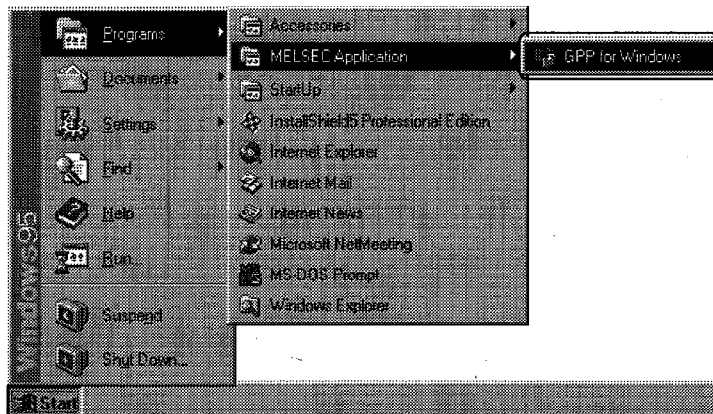 Programs
Documents
Settings
Find
Help
Run...
Suspend
Shut Down...
Windows95
Start
Accessories
MELSEC Application
StartUp
InstallShield5 Professional Edition
Internet Explorer
Internet Mail
Internet News
Microsoft NetMeeting
MS-DOS Prompt
Windows Explorer
GPP for Windows